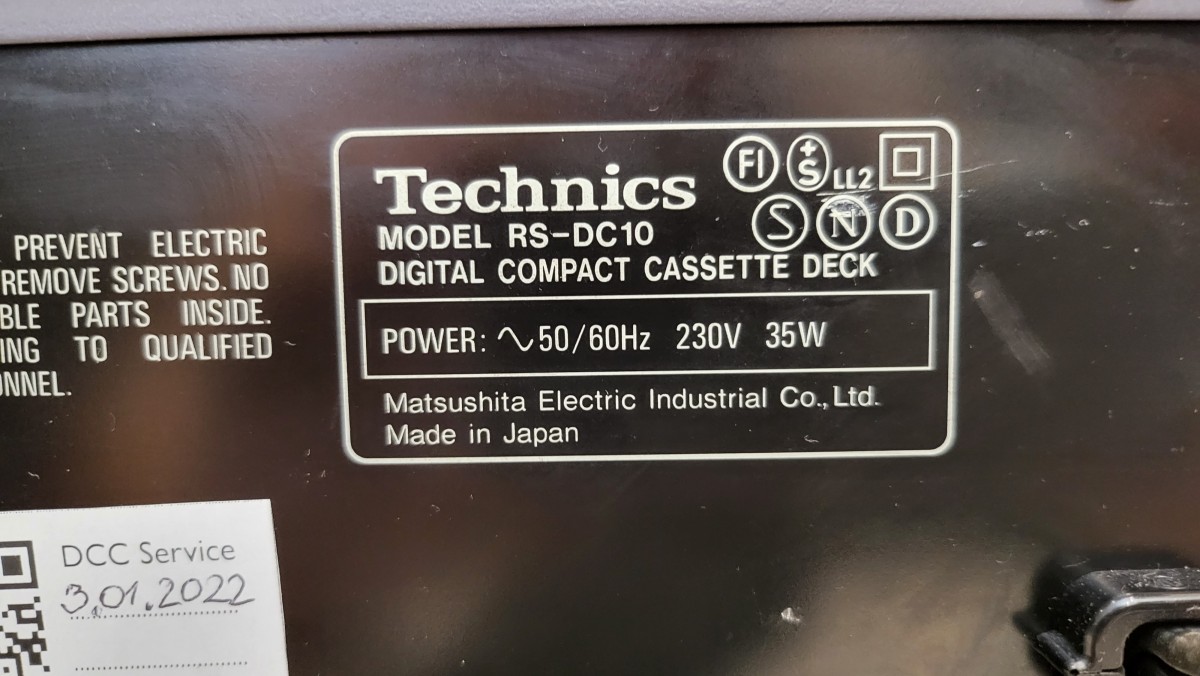 PREVENT ELECTRIC
REMOVE SCREWS. NO
BLE PARTS INSIDE.
ING TO QUALIFIED
ONNEL.
Technics
FI +S LL2
S N D
MODEL RS-DC10
DIGITAL COMPACT CASSETTE DECK
POWER: ∿50/60Hz 230V 35W
Matsushita Electric Industrial Co., Ltd.
Made in Japan
DCC Service
3.01.2022